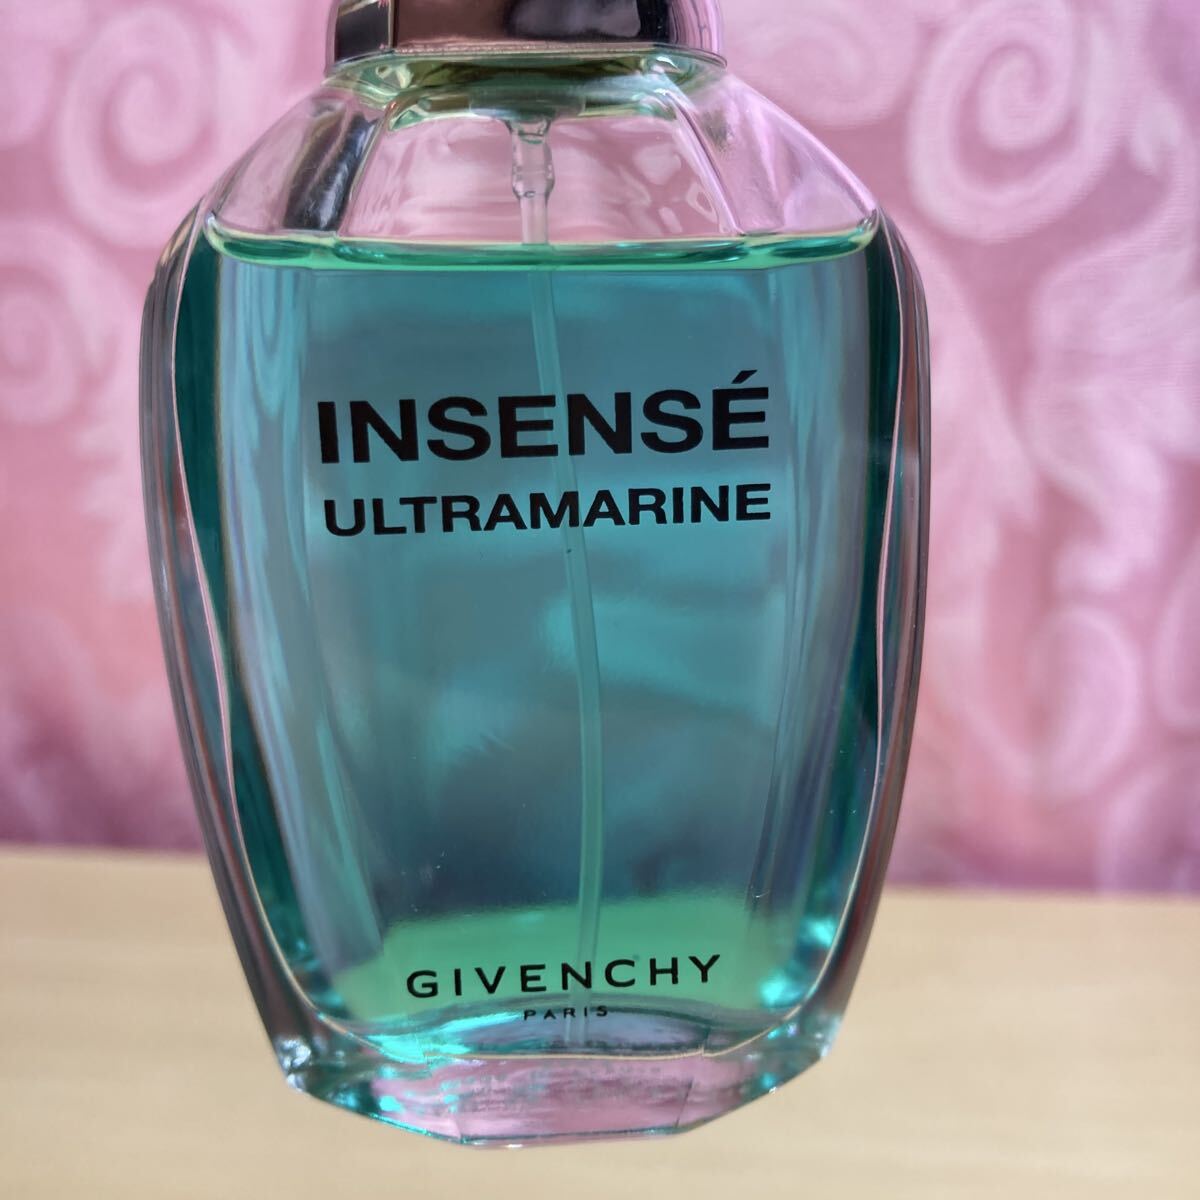 INSENSÉ
ULTRAMARINE
GIVENCHY
PARIS